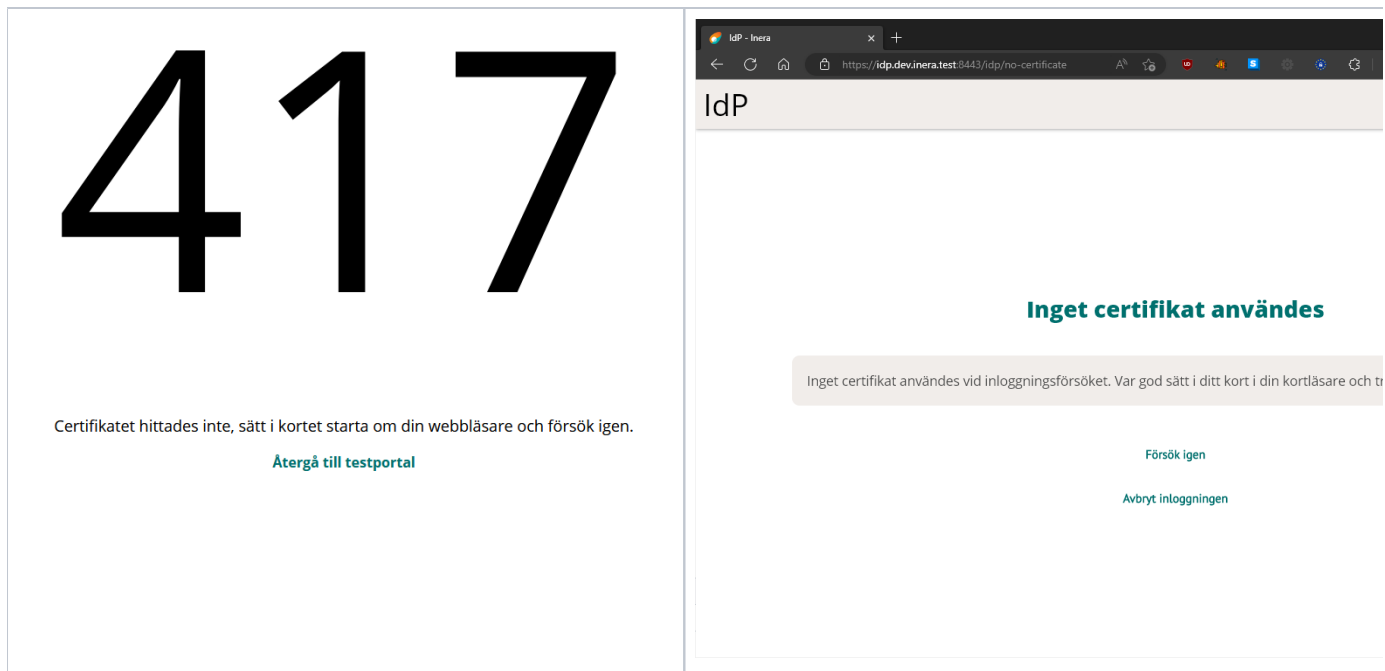 417
Certifikatet hittades inte, sätt i kortet starta om din webbläsare och försök igen.
Återgå till testportal
IdP - Inera
https://idp.dev.inera.test:8443/idp/no-certificate
IdP
Inget certifikat användes
Inget certifikat användes vid inloggningsförsöket. Var god sätt i ditt kort i din kortläsare och
Försök igen
Avbryt inloggningen